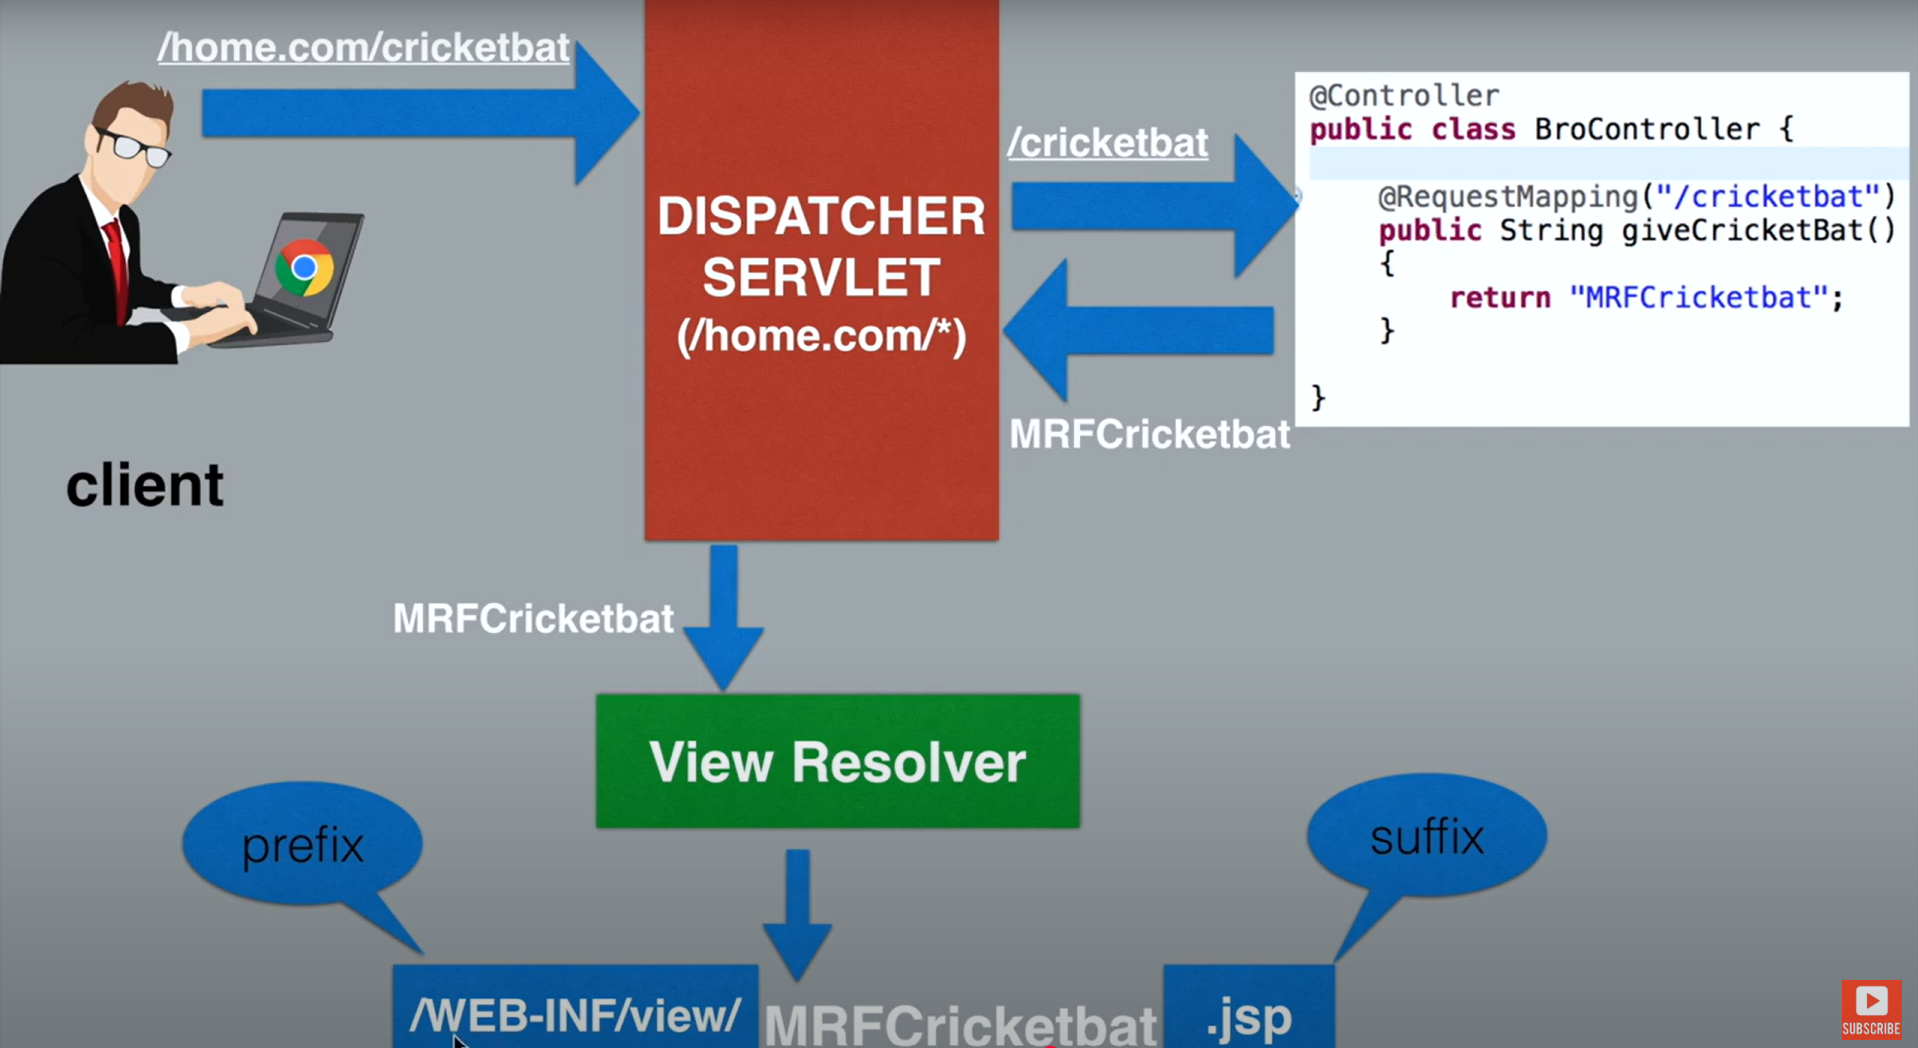 /home.com/cricketbat
DISPATCHER
SERVLET
(/home.com/*)
/cricketbat
@Controller
public class BroController {
@RequestMapping("/cricketbat")
public String giveCricketBat()
{
return "MRFCricketbat";
}
}
MRFCricketbat
client
MRFCricketbat
View Resolver
prefix
suffix
/WEB-INF/view/
MRFCricketbat
.jsp
SUBSCRIBE